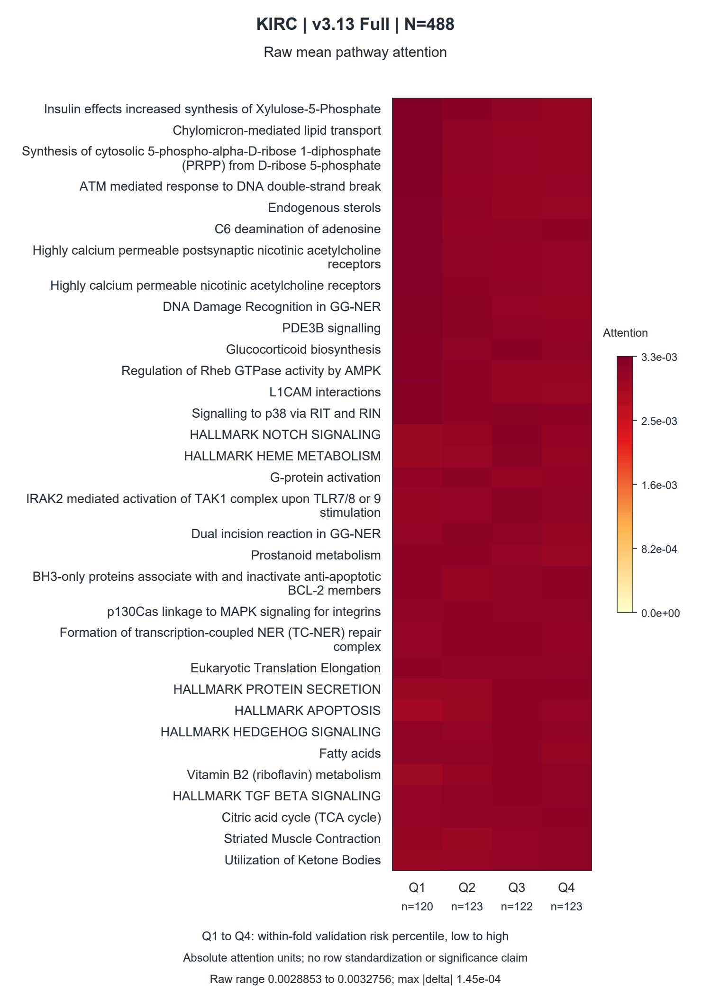 KIRC | v3.13 Full | N=488
Raw mean pathway attention
Insulin effects increased synthesis of Xylulose-5-Phosphate
Chylomicron-mediated lipid transport
Synthesis of cytosolic 5-phospho-alpha-D-ribose 1-diphosphate
(PRPP) from D-ribose 5-phosphate
ATM mediated response to DNA double-strand break
Endogenous sterols
C6 deamination of adenosine
Highly calcium permeable postsynaptic nicotinic acetylcholine
receptors
Highly calcium permeable nicotinic acetylcholine receptors
DNA Damage Recognition in GG-NER
PDE3B signalling
Glucocorticoid biosynthesis
Regulation of Rheb GTPase activity by AMPK
L1CAM interactions
Signalling to p38 via RIT and RIN
HALLMARK NOTCH SIGNALING
HALLMARK HEME METABOLISM
G-protein activation
IRAK2 mediated activation of TAK1 complex upon TLR7/8 or 9
stimulation
Dual incision reaction in GG-NER
Prostanoid metabolism
BH3-only proteins associate with and inactivate anti-apoptotic
BCL-2 members
p130Cas linkage to MAPK signaling for integrins
Formation of transcription-coupled NER (TC-NER) repair
complex
Eukaryotic Translation Elongation
HALLMARK PROTEIN SECRETION
HALLMARK APOPTOSIS
HALLMARK HEDGEHOG SIGNALING
Fatty acids
Vitamin B2 (riboflavin) metabolism
HALLMARK TGF BETA SIGNALING
Citric acid cycle (TCA cycle)
Striated Muscle Contraction
Utilization of Ketone Bodies
Attention
3.3e-03
2.5e-03
1.6e-03
8.2e-04
0.0e+00
Q1 Q2 Q3 Q4
n=120 n=123 n=122 n=123
Q1 to Q4: within-fold validation risk percentile, low to high
Absolute attention units; no row standardization or significance claim
Raw range 0.0028853 to 0.0032756; max |delta| 1.45e-04